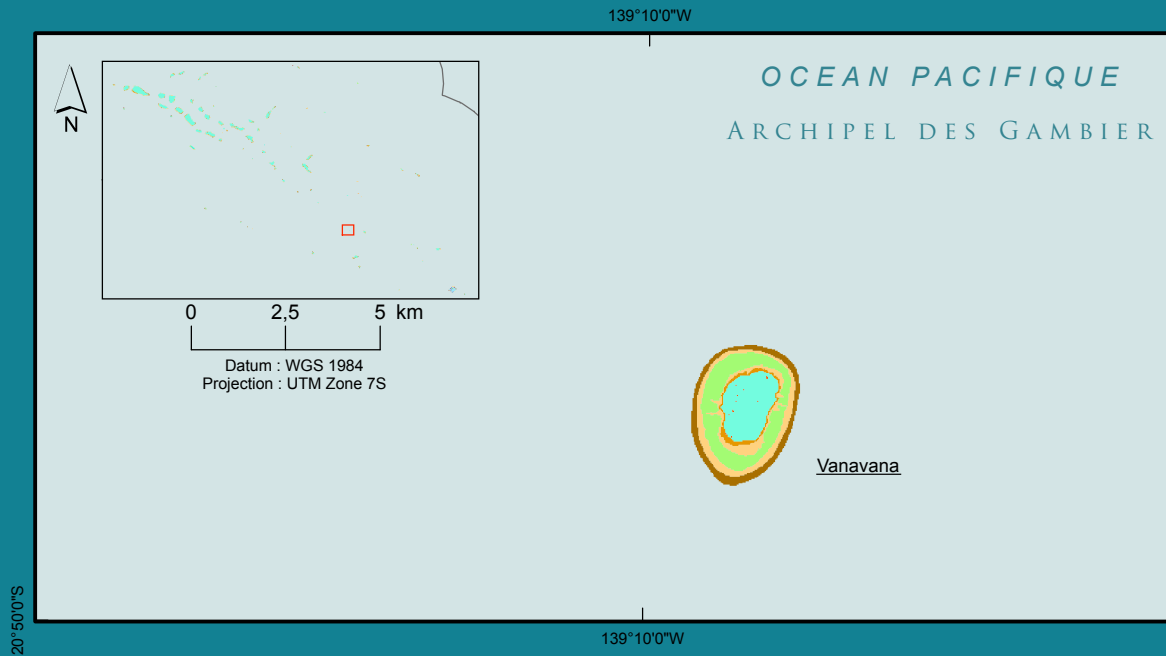 139°10'0"W
OCEAN PACIFIQUE
ARCHIPEL DES GAMBIER
N
0 2,5 5 km
Datum : WGS 1984
Projection : UTM Zone 7S
Vanavana
20°50'0"S
139°10'0"W